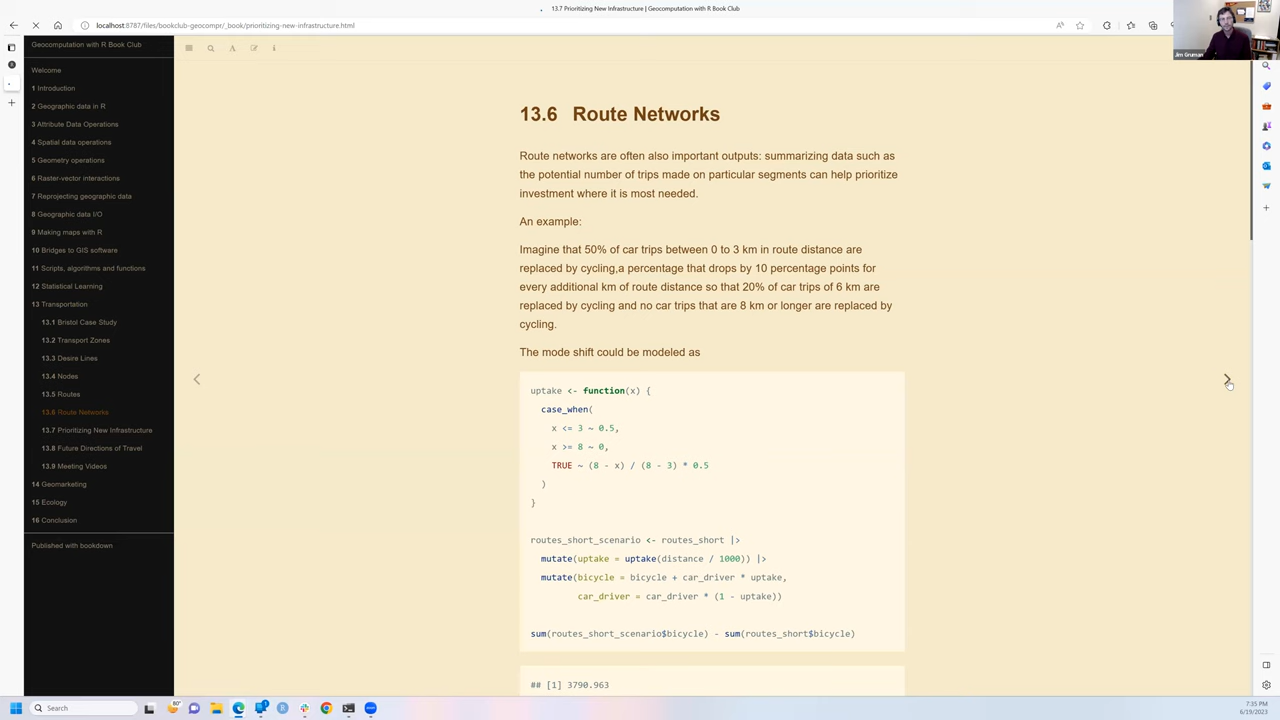 13.7 Prioritizing New Infrastructure | Geocomputation with R Book Club
localhost:8787/files/bookclub-geocompr/_book/prioritizing-new-infrastructure.html
Jim Gruman
Geocomputation with R Book Club
Welcome
1 Introduction
2 Geographic data in R
3 Attribute Data Operations
4 Spatial data operations
5 Geometry operations
6 Raster-vector interactions
7 Reprojecting geographic data
8 Geographic data I/O
9 Making maps with R
10 Bridges to GIS software
11 Scripts, algorithms and functions
12 Statistical Learning
13 Transportation
13.1 Bristol Case Study
13.2 Transport Zones
13.3 Desire Lines
13.4 Nodes
13.5 Routes
13.6 Route Networks
13.7 Prioritizing New Infrastructure
13.8 Future Directions of Travel
13.9 Meeting Videos
14 Geomarketing
15 Ecology
16 Conclusion
Published with bookdown
13.6 Route Networks
Route networks are often also important outputs: summarizing data such as
the potential number of trips made on particular segments can help prioritize
investment where it is most needed.
An example:
Imagine that 50% of car trips between 0 to 3 km in route distance are
replaced by cycling,a percentage that drops by 10 percentage points for
every additional km of route distance so that 20% of car trips of 6 km are
replaced by cycling and no car trips that are 8 km or longer are replaced by
cycling.
The mode shift could be modeled as
uptake <- function(x) {
case_when(
x <= 3 ~ 0.5,
x >= 8 ~ 0,
TRUE ~ (8 - x) / (8 - 3) * 0.5
)
}
routes_short_scenario <- routes_short |>
mutate(uptake = uptake(distance / 1000)) |>
mutate(bicycle = bicycle + car_driver * uptake,
car_driver = car_driver * (1 - uptake))
sum(routes_short_scenario$bicycle) - sum(routes_short$bicycle)
## [1] 3790.963
Search
80°
7:35 PM
6/19/2023